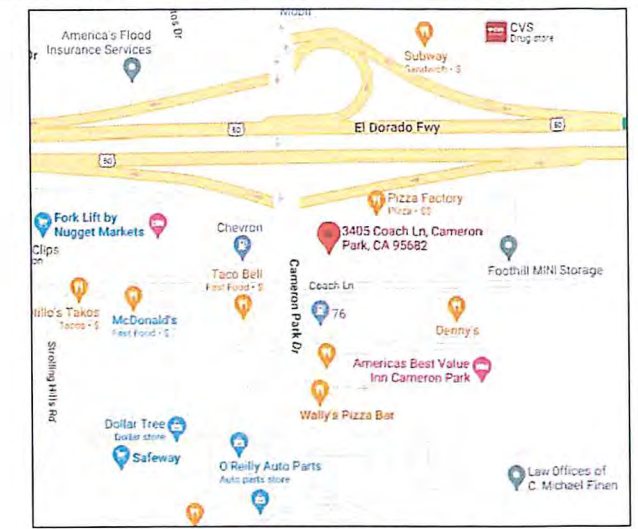 Mobil
America's Flood
Insurance Services
CVS
Drug store
Subway
Sandwich • $
50
El Dorado Fwy
50
50
Pizza Factory
Pizza • $$
Fork Lift by
Nugget Markets
Chevron
3405 Coach Ln, Cameron
Park, CA 95682
Clips
Foothill MINI Storage
Taco Bell
Fast Food • $
Cameron Park Dr
Coach Ln
76
Takos
Tacos • $
McDonald's
Fast Food • $
Denny's
Strolling Hills Rd
Americas Best Value
Inn Cameron Park
Wally's Pizza Bar
Dollar Tree
Dollar store
Safeway
O Reilly Auto Parts
Auto parts store
Law Offices of
C. Michael Finen